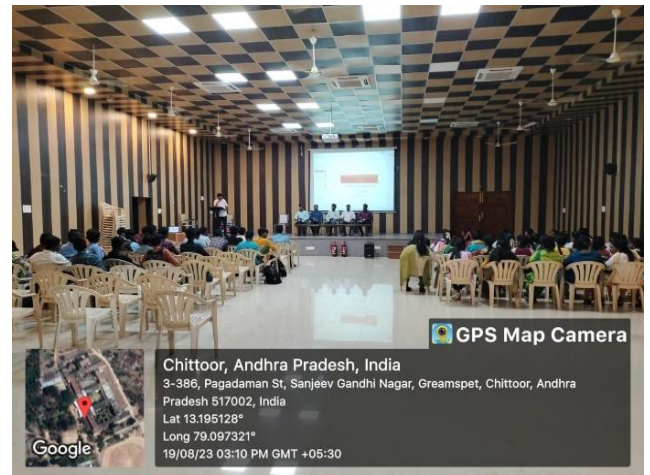 GPS Map Camera
Chittoor, Andhra Pradesh, India
3-386, Pagadaman St, Sanjeev Gandhi Nagar, Greamspet, Chittoor, Andhra
Pradesh 517002, India
Lat 13.195128°
Long 79.097321°
19/08/23 03:10 PM GMT +05:30
Google